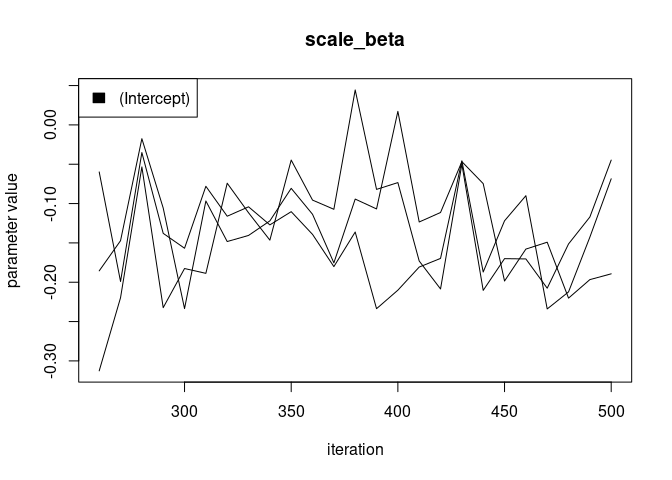 scale_beta
(Intercept)
parameter value
0.00
-0.10
-0.20
-0.30
300
350
400
450
500
iteration